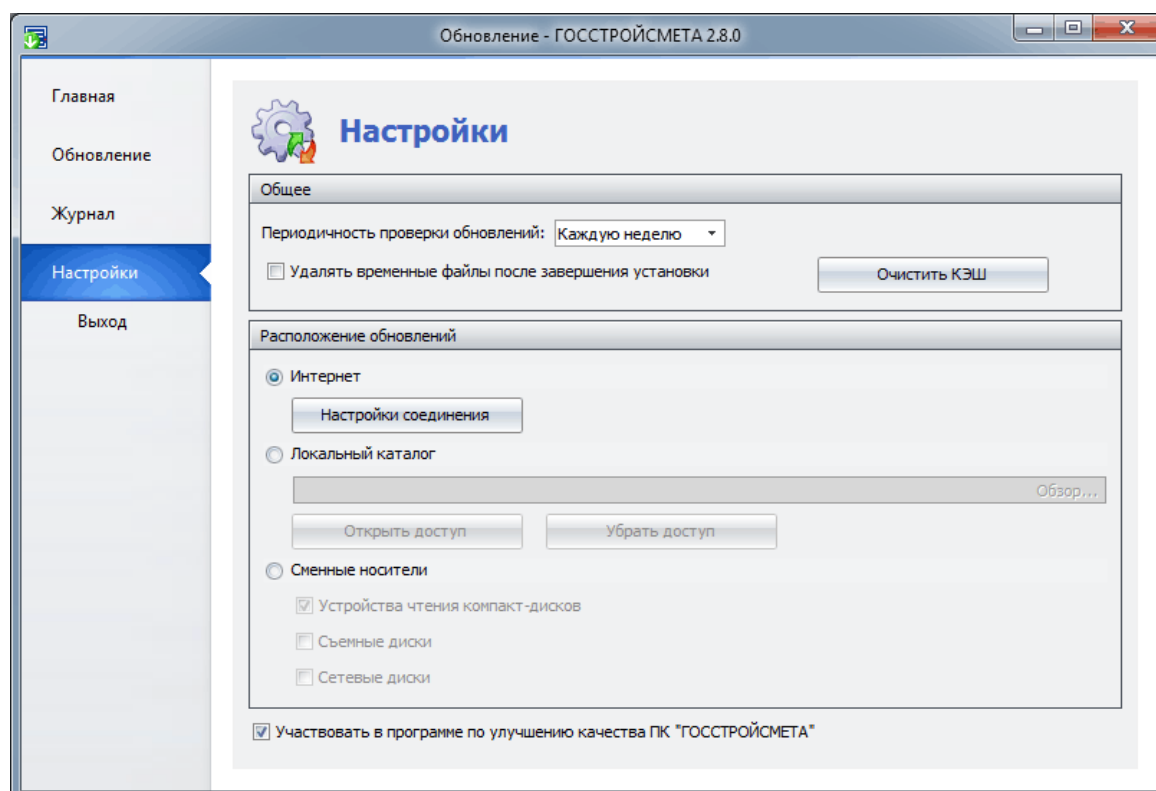 Обновление - ГОССТРОЙСМЕТА 2.8.0
Главная
Обновление
Журнал
Настройки
Выход
Настройки
Общее
Периодичность проверки обновлений: Каждую неделю
Удалять временные файлы после завершения установки
Очистить КЭШ
Расположение обновлений
Интернет
Настройки соединения
Локальный каталог
Обзор...
Открыть доступ
Убрать доступ
Сменные носители
Устройства чтения компакт-дисков
Съемные диски
Сетевые диски
Участвовать в программе по улучшению качества ПК "ГОССТРОЙСМЕТА"